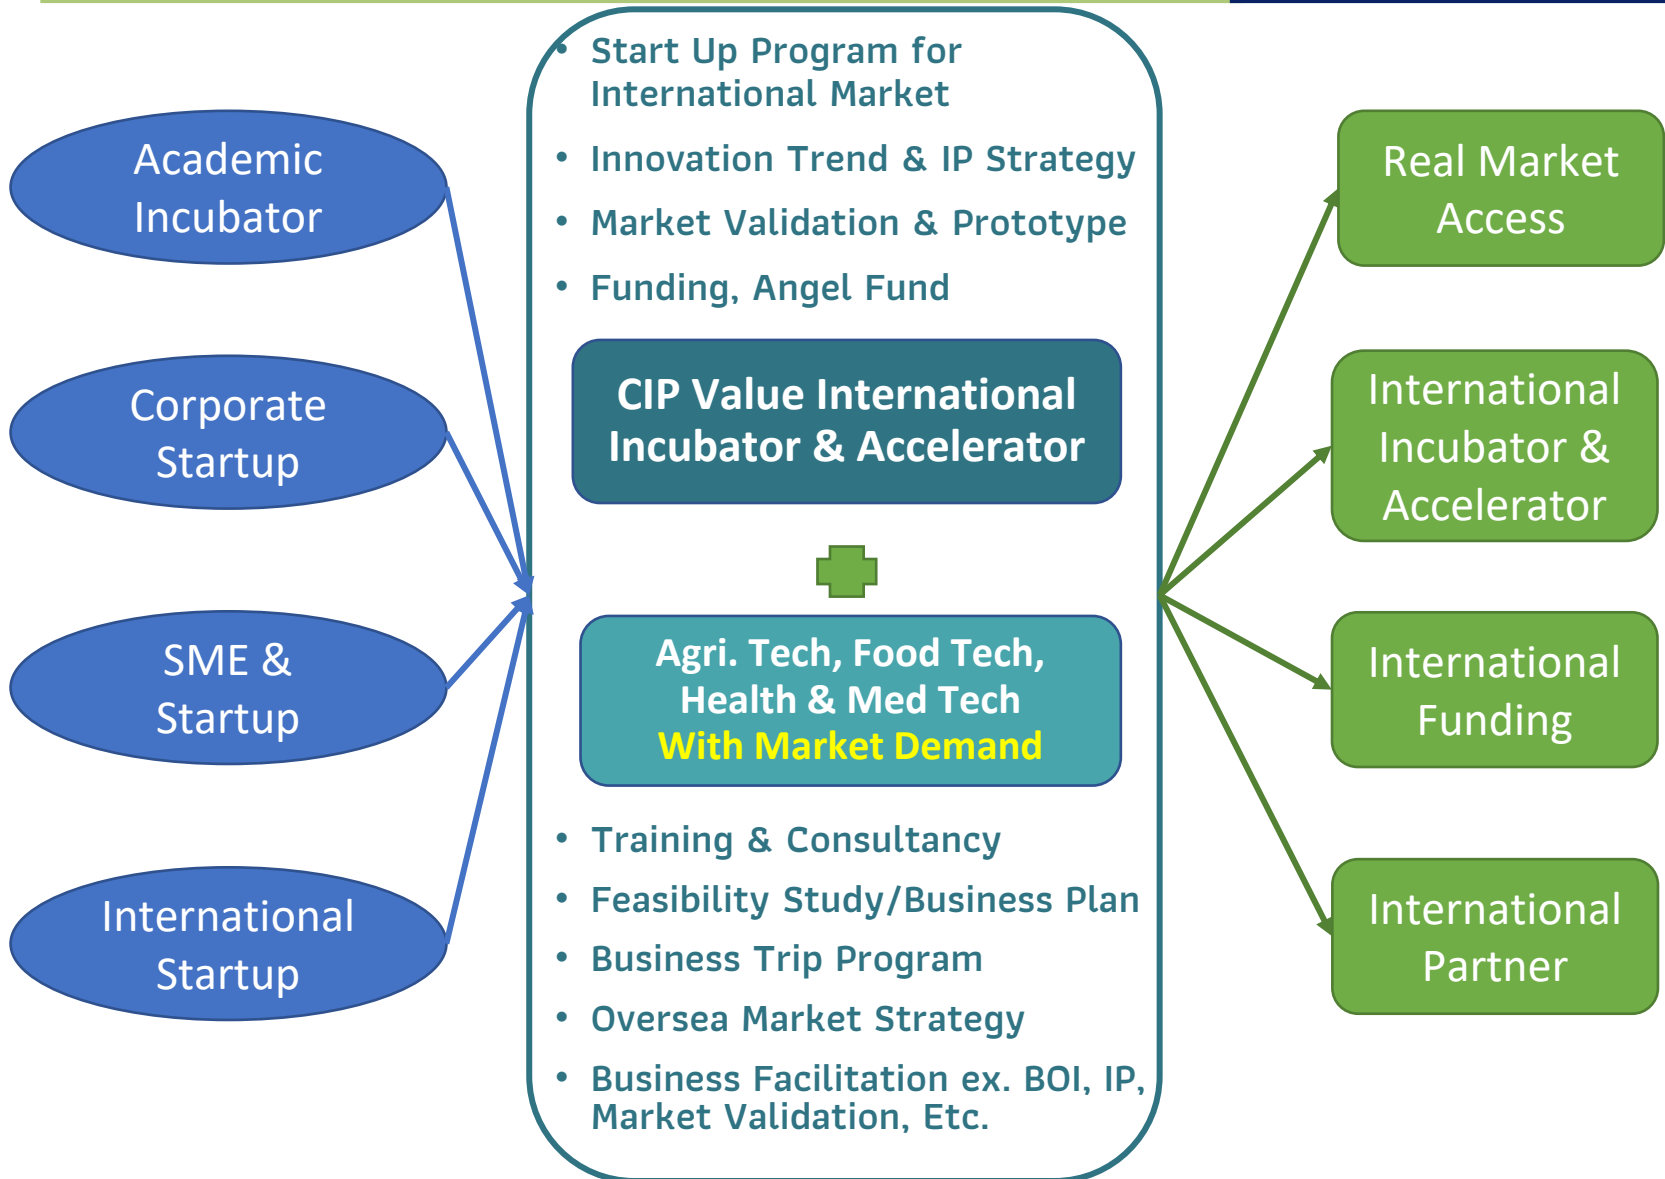 Academic
Incubator
Corporate
Startup
SME &
Startup
International
Startup
• Start Up Program for
International Market
• Innovation Trend & IP Strategy
• Market Validation & Prototype
• Funding, Angel Fund
CIP Value International
Incubator & Accelerator
Agri. Tech, Food Tech,
Health & Med Tech
With Market Demand
• Training & Consultancy
• Feasibility Study/Business Plan
• Business Trip Program
• Oversea Market Strategy
• Business Facilitation ex. BOI, IP,
Market Validation, Etc.
Real Market
Access
International
Incubator &
Accelerator
International
Funding
International
Partner